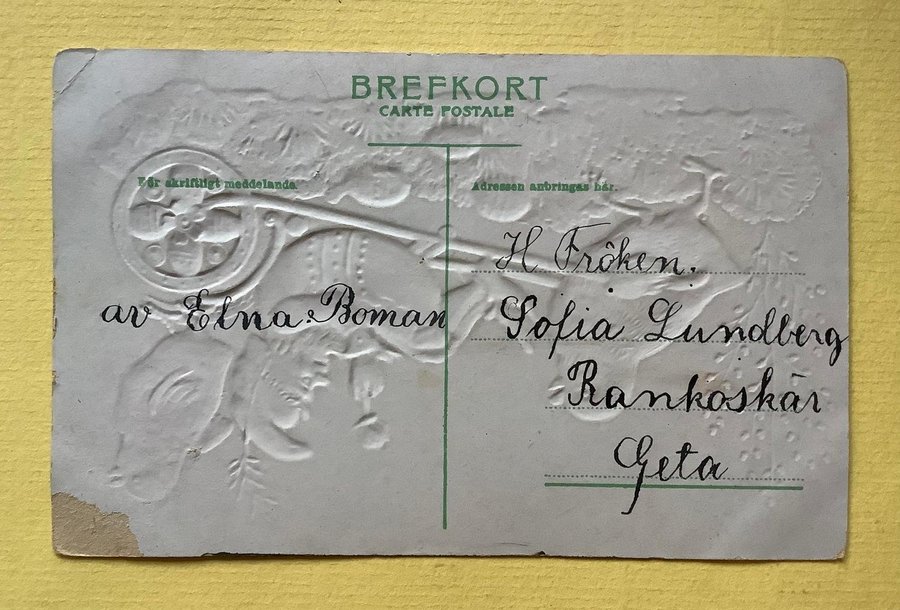 BREFKORT
CARTE POSTALE
För skriftligt meddelande.
Adressen anbringas här.
av Elna Boman
H Fröken.
Sofia Lundberg
Rankoskär
Geta